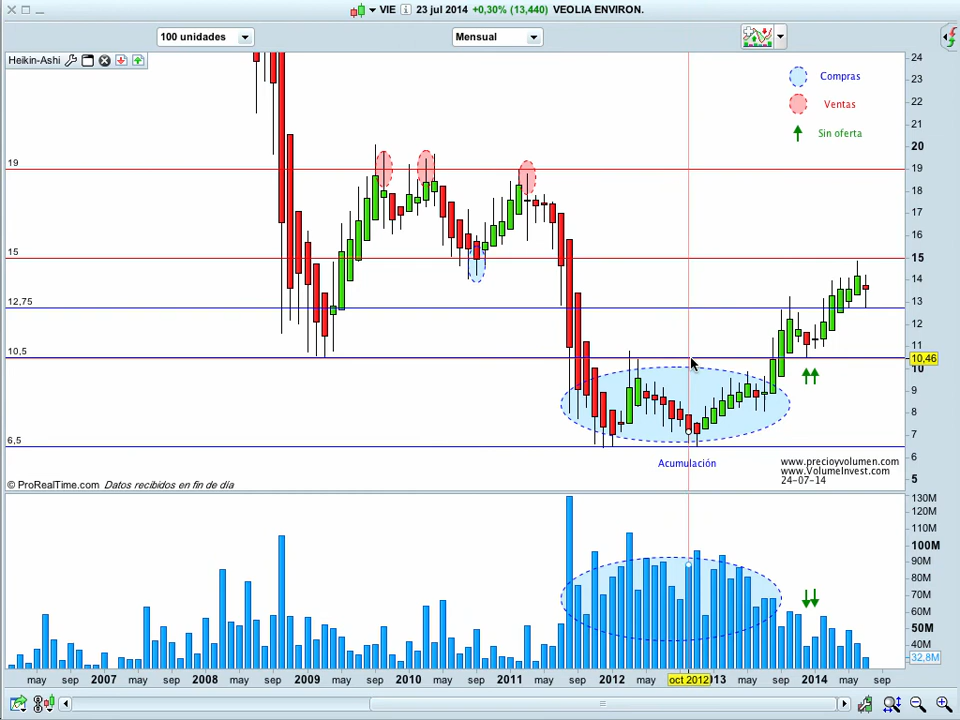 VIE 23 jul 2014 +0,30% (13,440) VEOLIA ENVIRON.
100 unidades
Mensual
Heikin-Ashi
Compras
Ventas
Sin oferta
24
23
22
21
20
19
18
17
16
15
14
13
12
11
10,46
10
9
8
7
6
5
19
15
12,75
10,5
6,5
Acumulación
www.precioyvolumen.com
www.VolumeInvest.com
24-07-14
© ProRealTime.com Datos recibidos en fin de día
130M
120M
110M
100M
90M
80M
70M
60M
50M
40M
32,8M
may sep 2007 may sep 2008 may sep 2009 may sep 2010 may sep 2011 may sep 2012 may oct 2012 13 may sep 2014 may sep